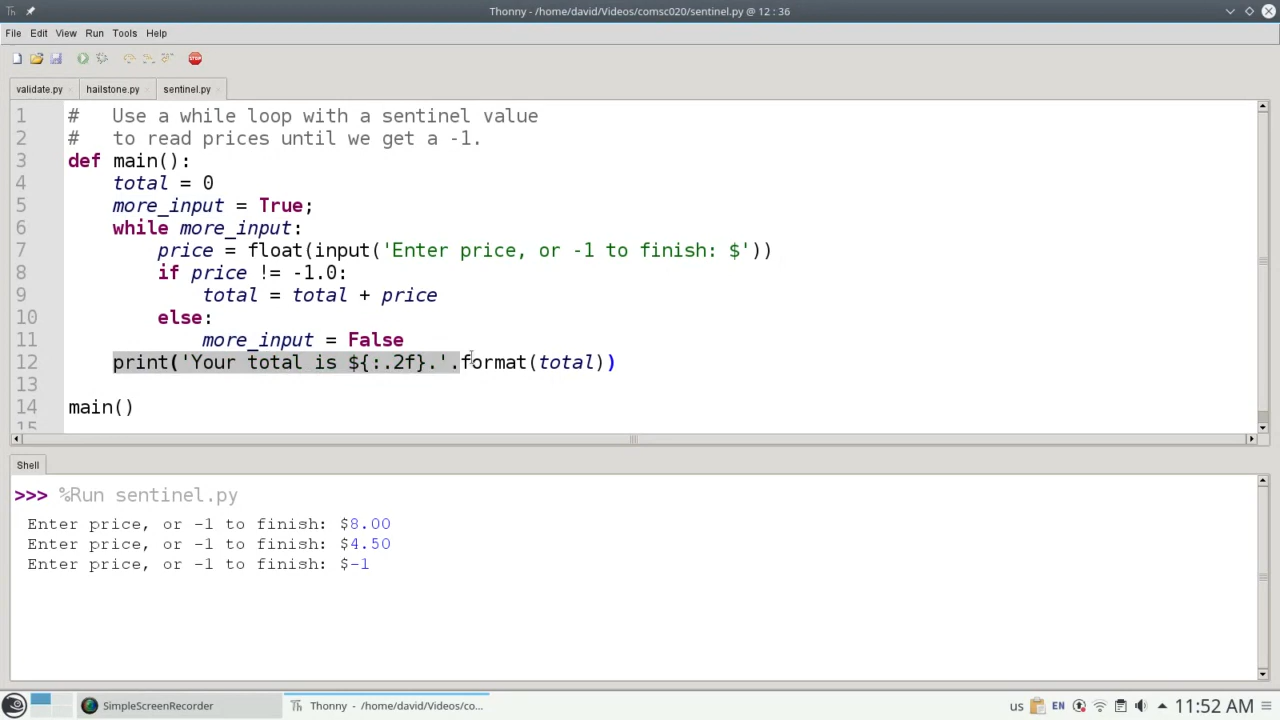 Thonny - /home/david/Videos/comsc020/sentinel.py @ 12 : 36
File Edit View Run Tools Help
STOP
validate.py hailstone.py sentinel.py
1 # Use a while loop with a sentinel value
2 # to read prices until we get a -1.
3 def main():
4 total = 0
5 more_input = True;
6 while more_input:
7 price = float(input('Enter price, or -1 to finish: $'))
8 if price != -1.0:
9 total = total + price
10 else:
11 more_input = False
12 print('Your total is ${:.2f}.'.format(total))
13
14 main()
15
Shell
>>> %Run sentinel.py
Enter price, or -1 to finish: $8.00
Enter price, or -1 to finish: $4.50
Enter price, or -1 to finish: $-1
SimpleScreenRecorder Th Thonny - /home/david/Videos/co... us EN 11:52 AM